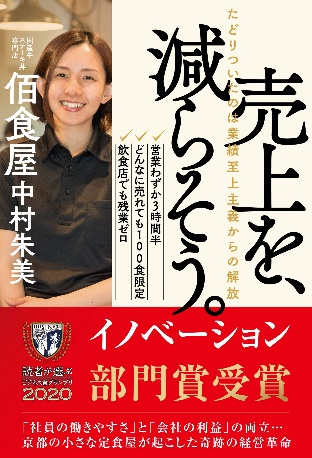 たどりついたのは業績至上主義からの解放
売上を、
減らそう。
営業わずか3時間半
どんなに売れても100食限定
飲食店でも残業ゼロ
国産牛
ステーキ丼
専門店
佰食屋
中村朱美
イノベーション
部門賞受賞
読者が選ぶ
ビジネス書グランプリ
2020
「社員の働きやすさ」と「会社の利益」の両立…
京都の小さな定食屋が起こした奇跡の経営革命